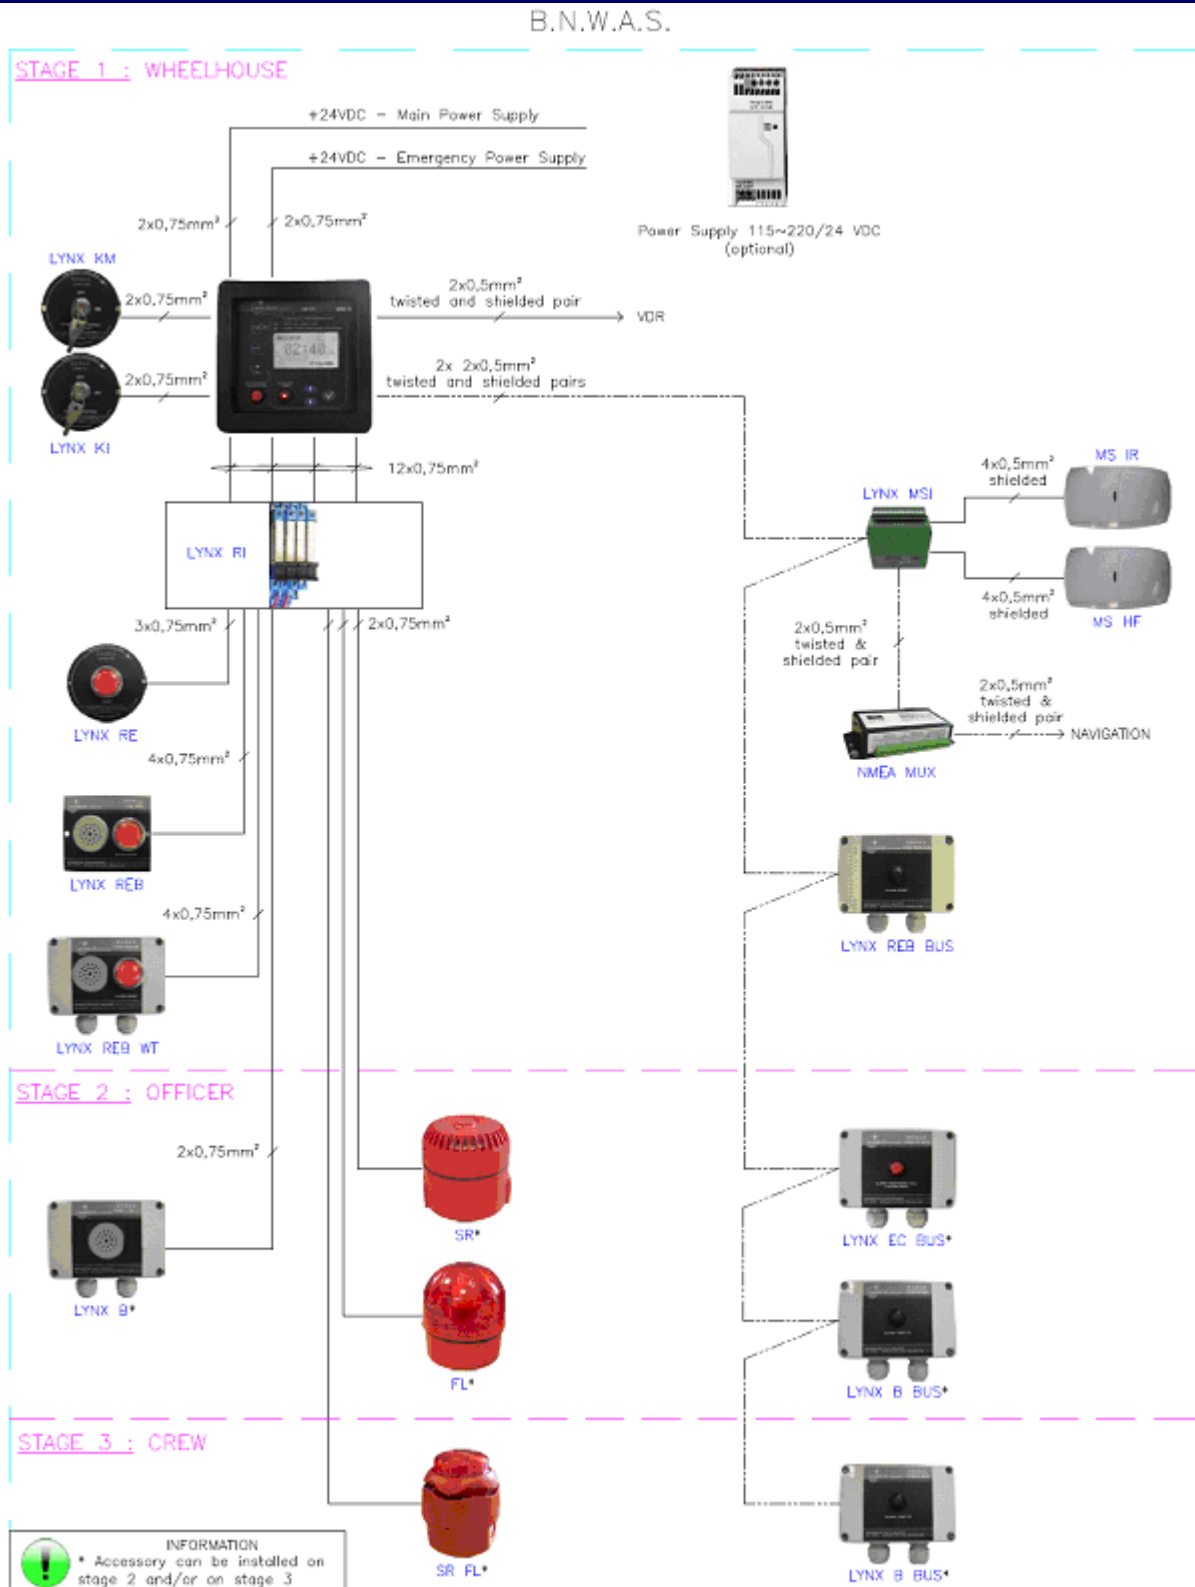 B.N.W.A.S.
STAGE 1 : WHEELHOUSE
+24VDC - Main Power Supply
+24VDC - Emergency Power Supply
2x0,75mm²
2x0,75mm²
Power Supply 115~220/24 VDC
(optional)
LYNX KM
2x0,75mm²
2x0,5mm²
twisted and shielded pair
VDR
02:40
2x0,75mm²
2x 2x0,5mm²
twisted and shielded pairs
LYNX KI
12x0,75mm²
4x0,5mm²
shielded
MS IR
LYNX MSI
LYNX RI
4x0,5mm²
shielded
MS HF
3x0,75mm²
2x0,75mm²
2x0,5mm²
twisted &
shielded pair
2x0,5mm²
twisted &
shielded pair
NAVIGATION
LYNX RE
4x0,75mm²
NMEA MUX
LYNX REB
4x0,75mm²
LYNX REB BUS
LYNX REB WT
STAGE 2 : OFFICER
2x0,75mm²
SR*
LYNX EC BUS*
LYNX B*
FL*
LYNX B BUS*
STAGE 3 : CREW
INFORMATION
* Accessory can be installed on
stage 2 and/or on stage 3
SR FL*
LYNX B BUS*